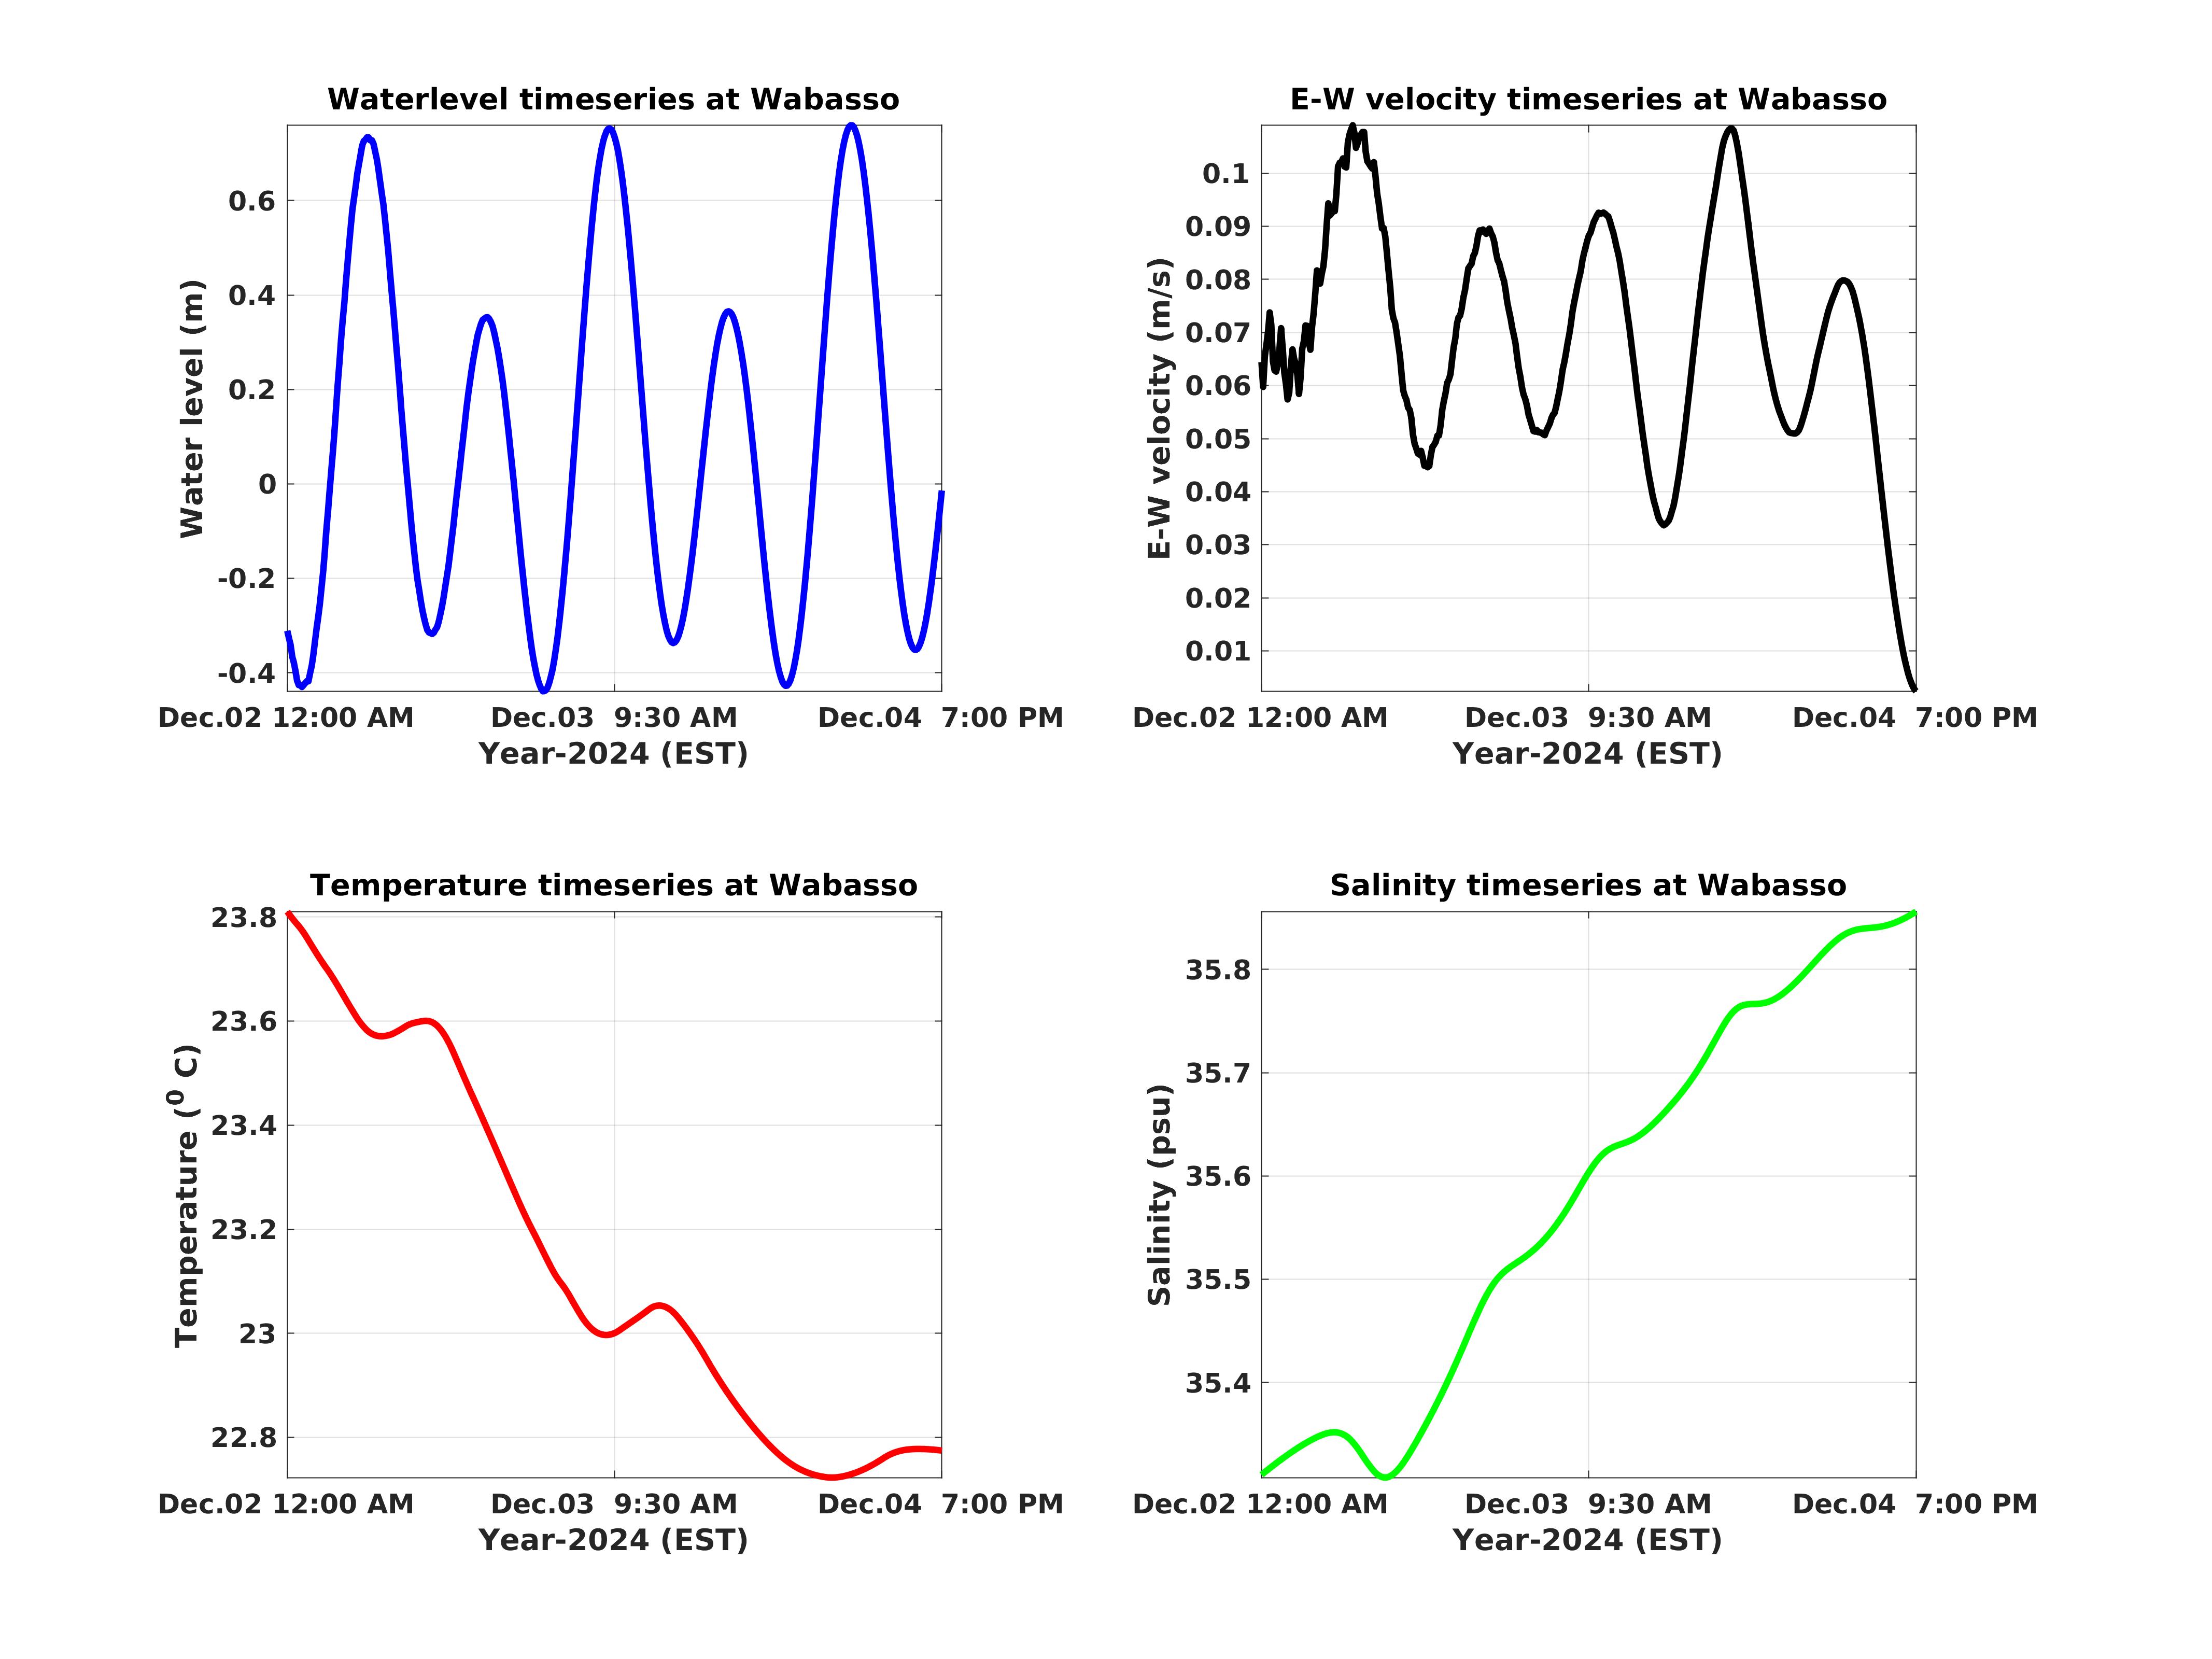 Waterlevel timeseries at Wabasso
Water level (m)
0.6
0.4
0.2
0
-0.2
-0.4
Dec.02 12:00 AM Dec.03 9:30 AM Dec.04 7:00 PM
Year-2024 (EST)
E-W velocity timeseries at Wabasso
E-W velocity (m/s)
0.1
0.09
0.08
0.07
0.06
0.05
0.04
0.03
0.02
0.01
Dec.02 12:00 AM Dec.03 9:30 AM Dec.04 7:00 PM
Year-2024 (EST)
Temperature timeseries at Wabasso
Temperature (⁰ C)
23.8
23.6
23.4
23.2
23
22.8
Dec.02 12:00 AM Dec.03 9:30 AM Dec.04 7:00 PM
Year-2024 (EST)
Salinity timeseries at Wabasso
Salinity (psu)
35.8
35.7
35.6
35.5
35.4
Dec.02 12:00 AM Dec.03 9:30 AM Dec.04 7:00 PM
Year-2024 (EST)